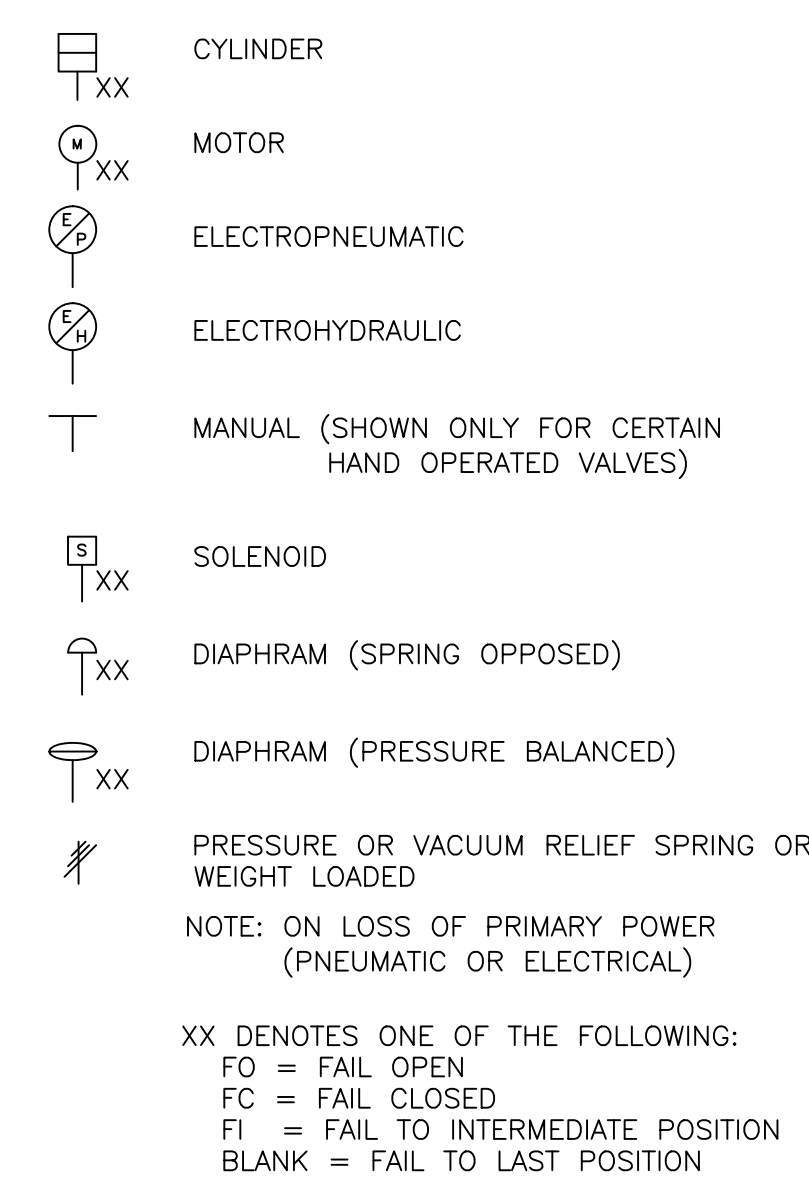 CYLINDER
XX
M
MOTOR
XX
E
P
ELECTROPNEUMATIC
E
H
ELECTROHYDRAULIC
MANUAL (SHOWN ONLY FOR CERTAIN
HAND OPERATED VALVES)
S
SOLENOID
XX
DIAPHRAM (SPRING OPPOSED)
XX
DIAPHRAM (PRESSURE BALANCED)
XX
PRESSURE OR VACUUM RELIEF SPRING OR
WEIGHT LOADED
NOTE: ON LOSS OF PRIMARY POWER
(PNEUMATIC OR ELECTRICAL)
XX DENOTES ONE OF THE FOLLOWING:
FO = FAIL OPEN
FC = FAIL CLOSED
FI = FAIL TO INTERMEDIATE POSITION
BLANK = FAIL TO LAST POSITION